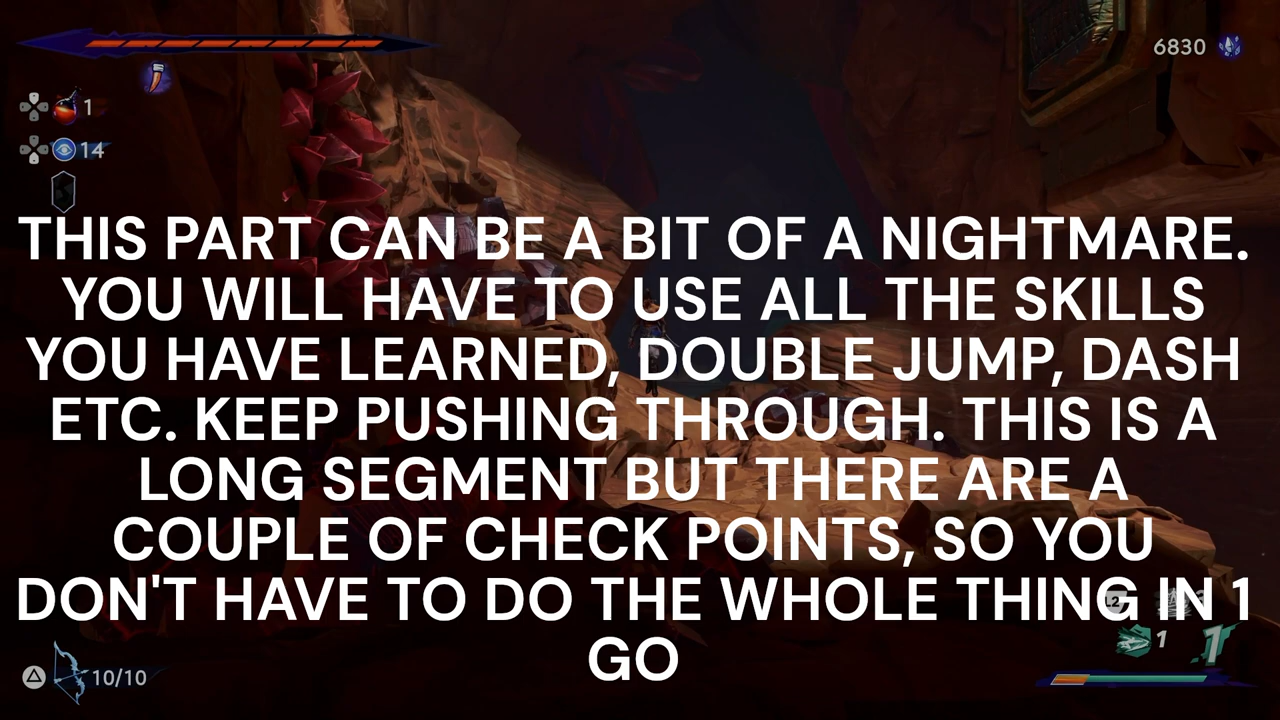 6830
1
14
THIS PART CAN BE A BIT OF A NIGHTMARE.
YOU WILL HAVE TO USE ALL THE SKILLS
YOU HAVE LEARNED, DOUBLE JUMP, DASH
ETC. KEEP PUSHING THROUGH. THIS IS A
LONG SEGMENT BUT THERE ARE A
COUPLE OF CHECK POINTS, SO YOU
DON'T HAVE TO DO THE WHOLE THING IN 1
GO
L2
1
1
10/10